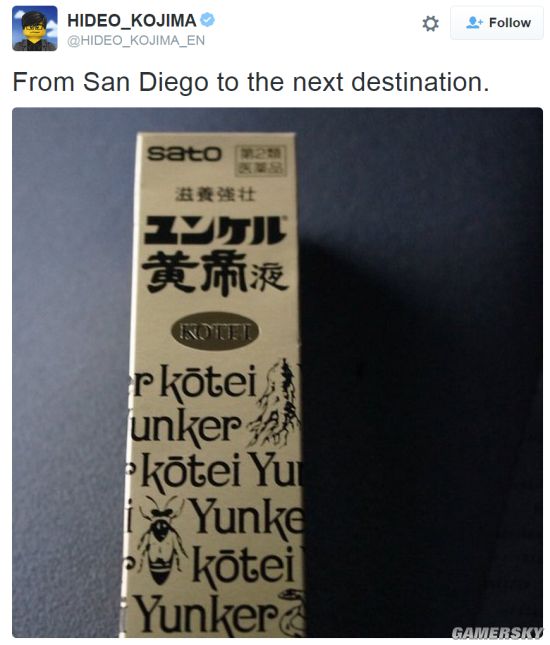 HIDEO_KOJIMA
@HIDEO_KOJIMA_EN
Follow
From San Diego to the next destination.
sato
第2類
医薬品
滋養強壮
ユンケル
黄帝液
KOTEI
r kōtei
unker
kōtei Yu
Yunke
kōtei
Yunker
GAMERSKY